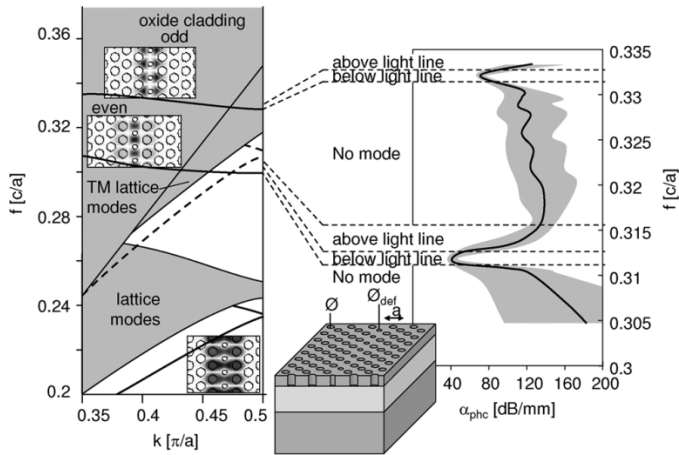 oxide cladding
odd
even
TM lattice
modes
lattice
modes
f [c/a]
0.36
0.32
0.28
0.24
0.2
0.35
0.4
0.45
0.5
k [π/a]
above light line
below light line
No mode
above light line
below light line
No mode
Ø
Ø def
a
0.335
0.33
0.325
0.32
0.315
0.31
0.305
0.3
f [c/a]
40
80
120
160
200
αphc [dB/mm]